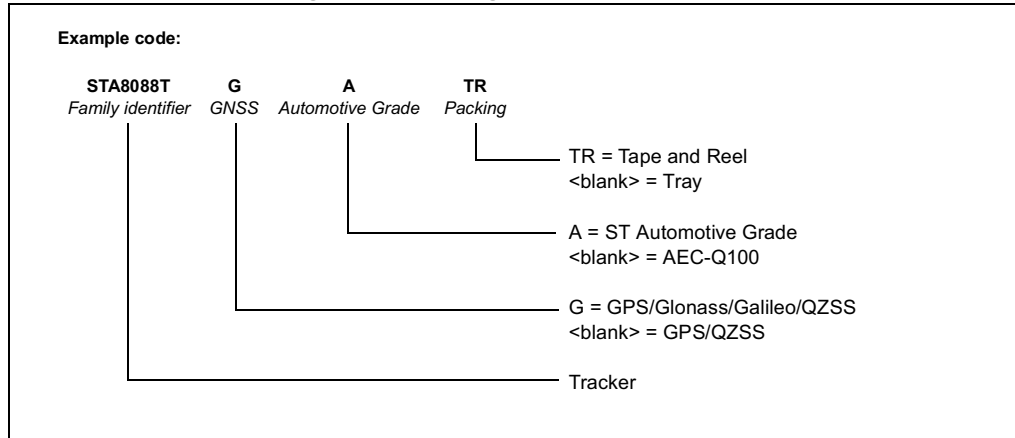 Example code:
STA8088T G A TR
Family identifier GNSS Automotive Grade Packing
TR = Tape and Reel
<blank> = Tray
A = ST Automotive Grade
<blank> = AEC-Q100
G = GPS/Glonass/Galileo/QZSS
<blank> = GPS/QZSS
Tracker